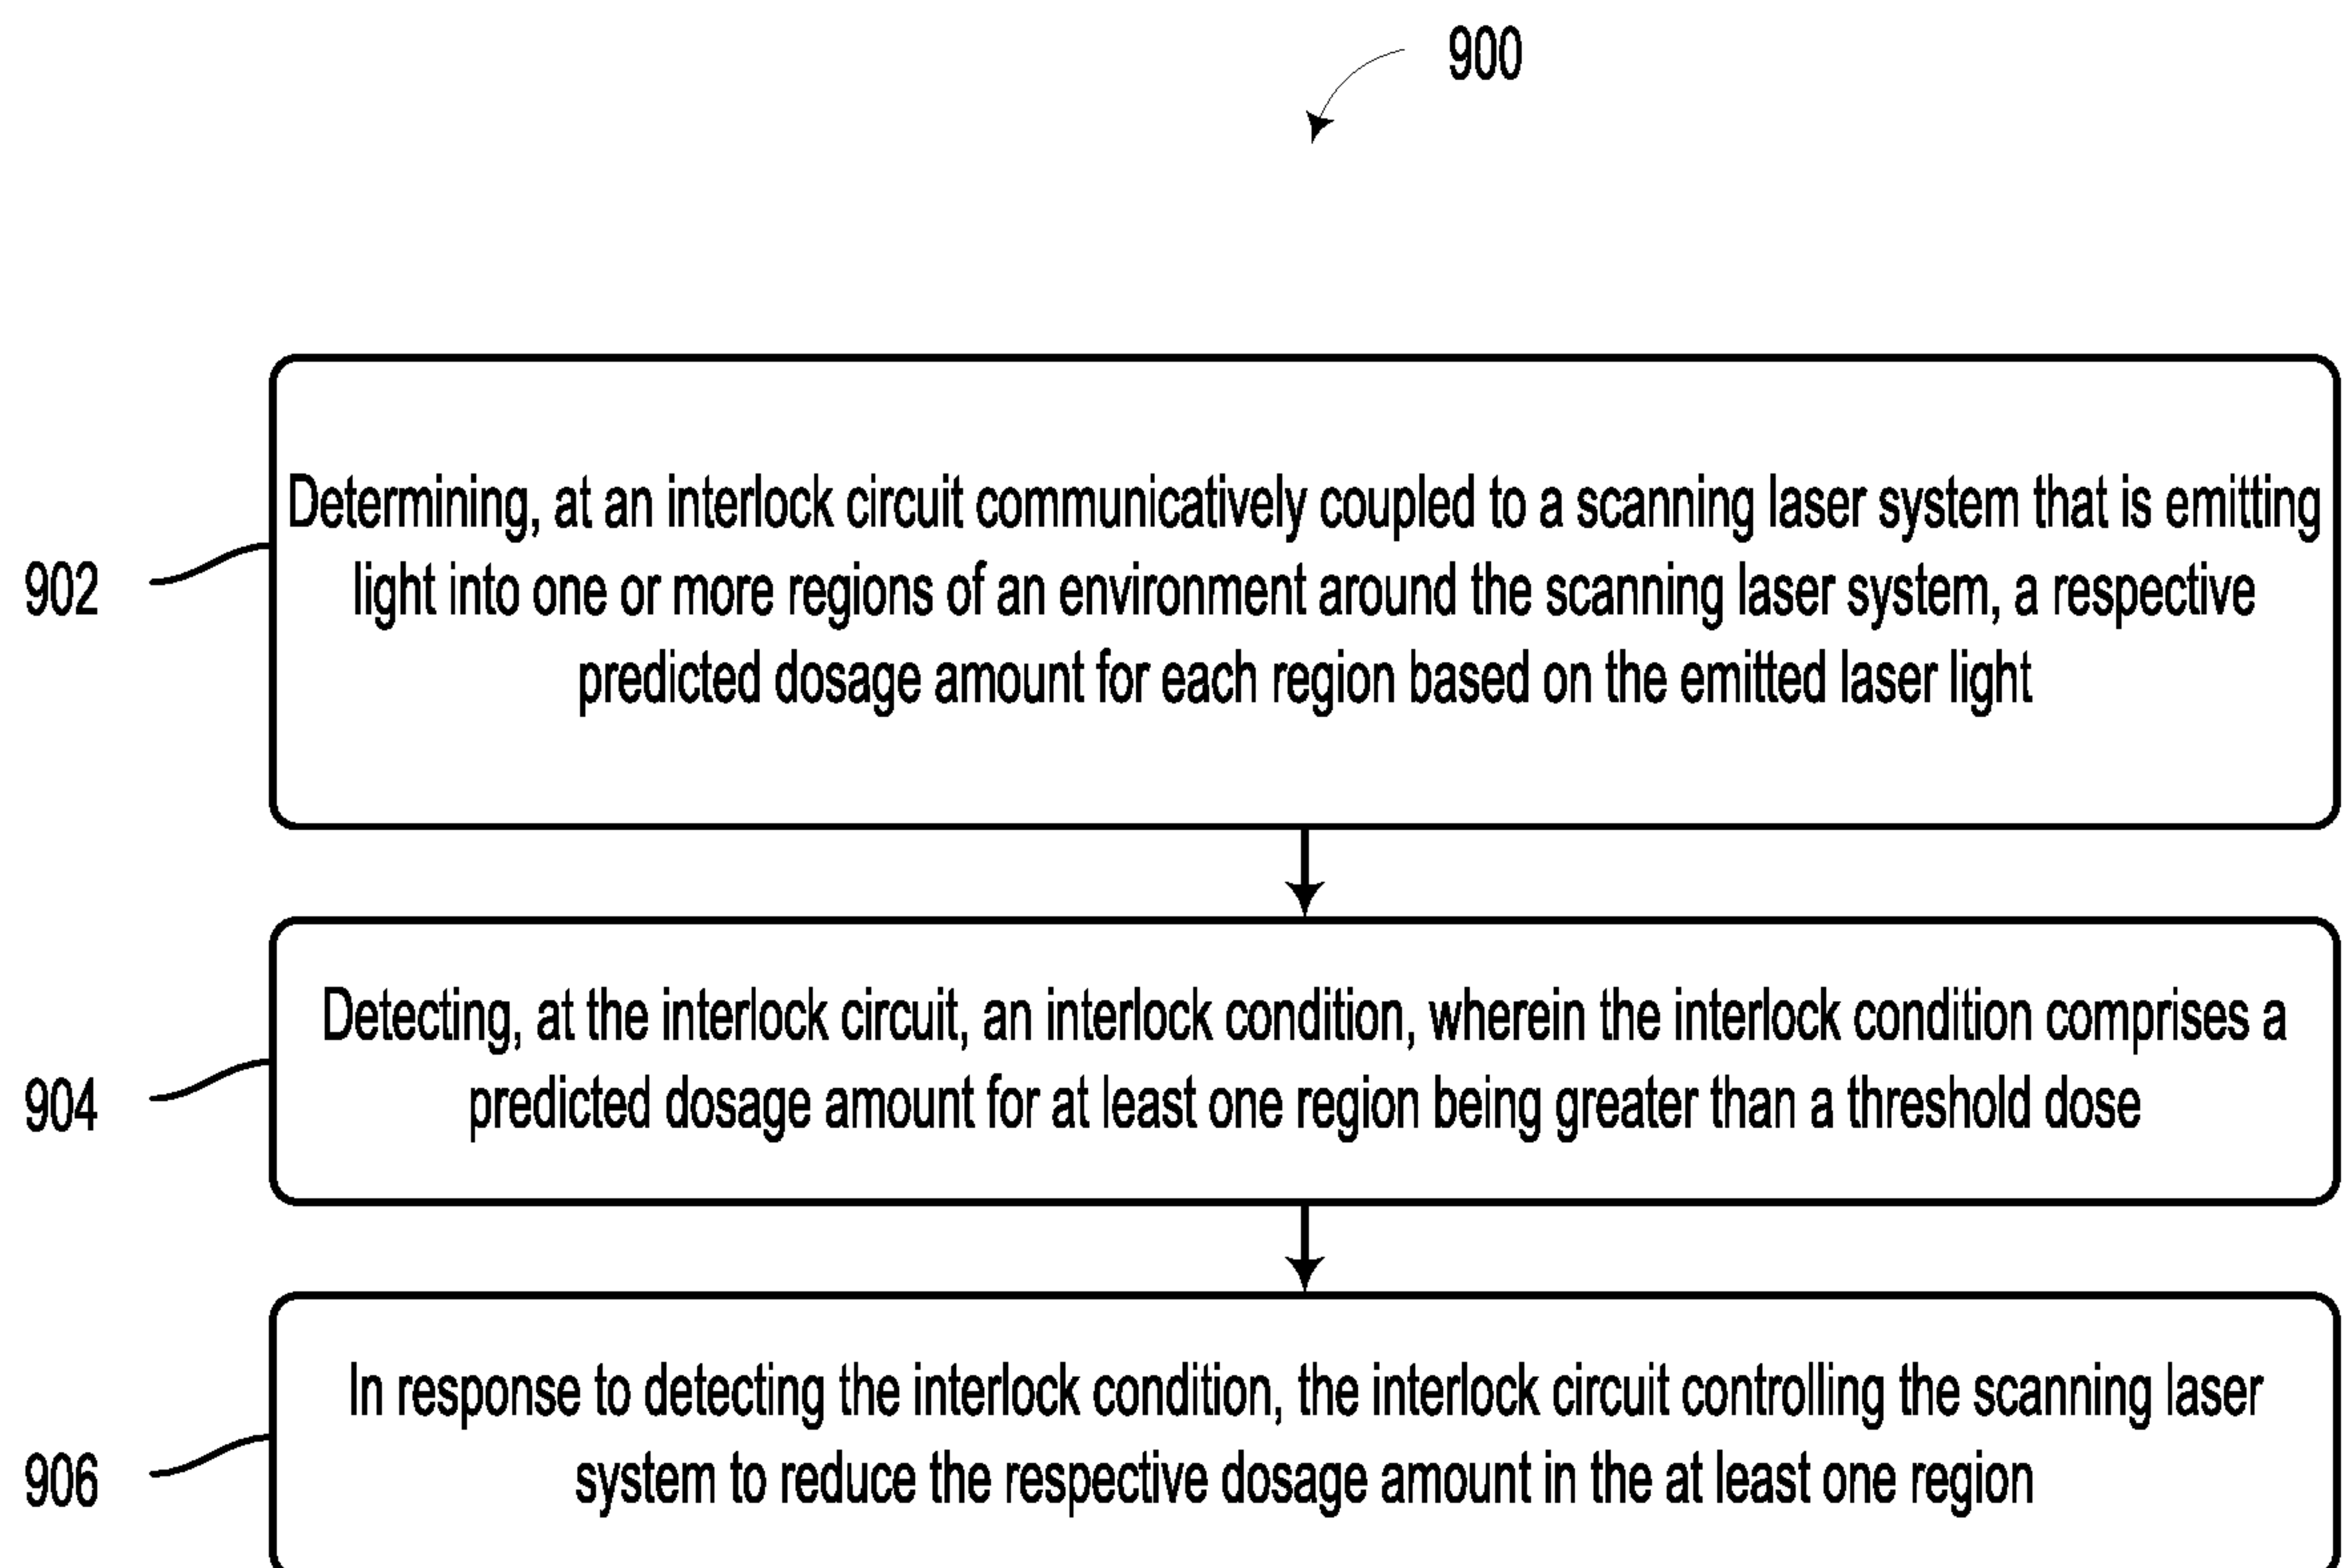 900
902
Determining, at an interlock circuit communicatively coupled to a scanning laser system that is emitting
light into one or more regions of an environment around the scanning laser system, a respective
predicted dosage amount for each region based on the emitted laser light
904
Detecting, at the interlock circuit, an interlock condition, wherein the interlock condition comprises a
predicted dosage amount for at least one region being greater than a threshold dose
906
In response to detecting the interlock condition, the interlock circuit controlling the scanning laser
system to reduce the respective dosage amount in the at least one region